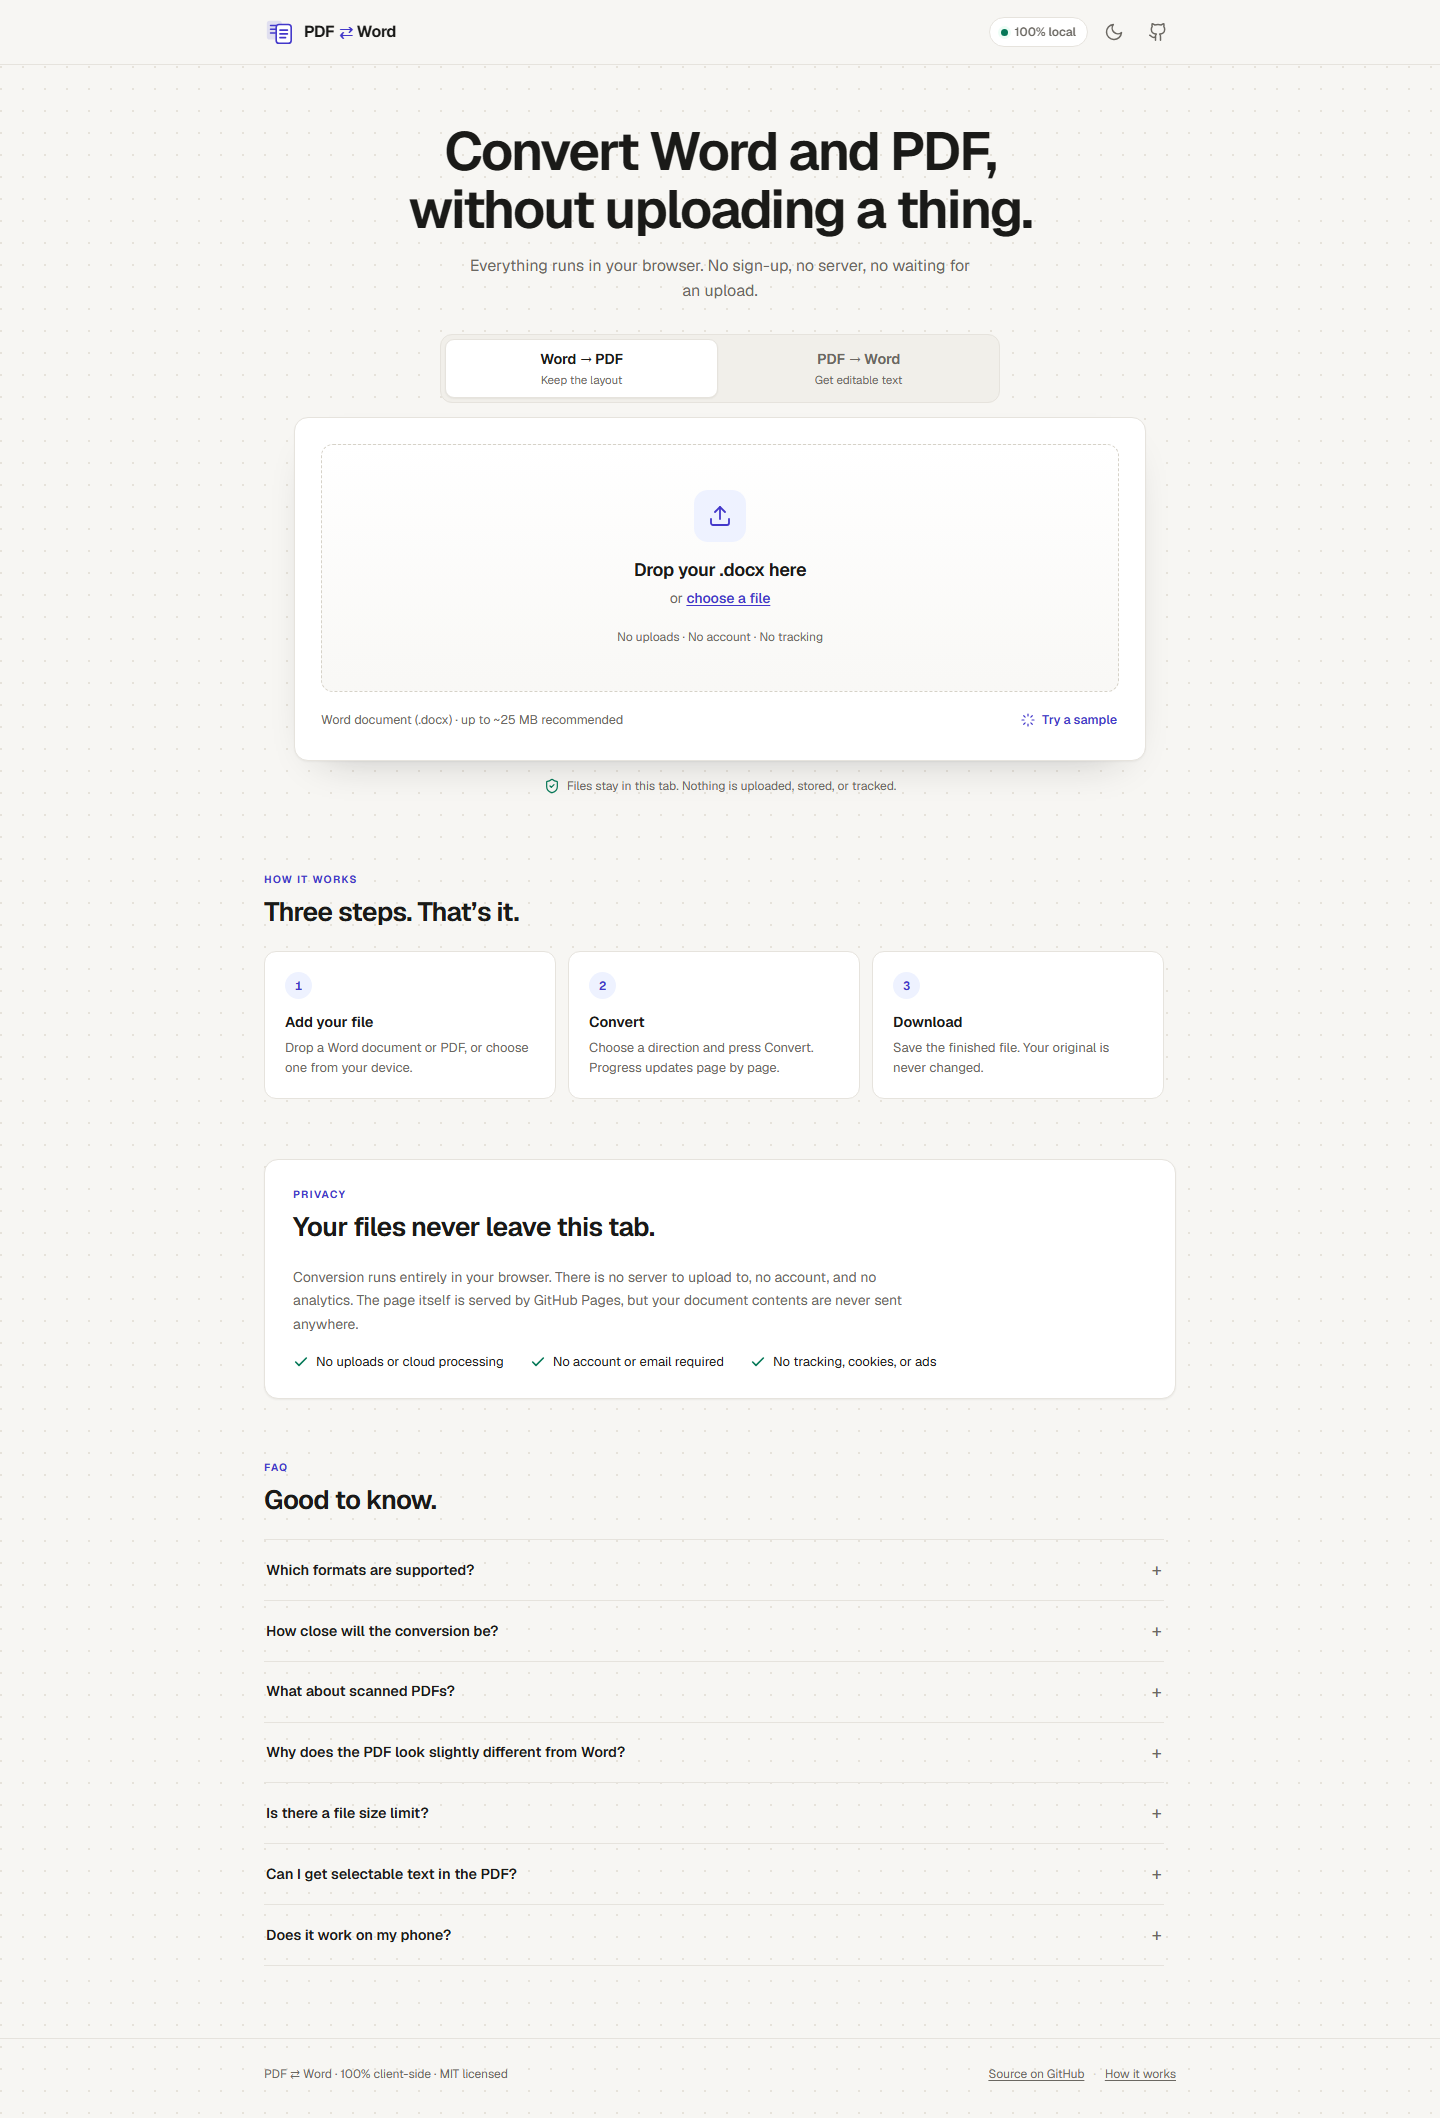 PDF ⇄ Word
100% local
Convert Word and PDF,
without uploading a thing.
Everything runs in your browser. No sign-up, no server, no waiting for
an upload.
Word → PDF
Keep the layout
PDF → Word
Get editable text
Drop your .docx here
or choose a file
No uploads · No account · No tracking
Word document (.docx) · up to ~25 MB recommended
Try a sample
Files stay in this tab. Nothing is uploaded, stored, or tracked.
HOW IT WORKS
Three steps. That’s it.
1
Add your file
Drop a Word document or PDF, or choose
one from your device.
2
Convert
Choose a direction and press Convert.
Progress updates page by page.
3
Download
Save the finished file. Your original is
never changed.
PRIVACY
Your files never leave this tab.
Conversion runs entirely in your browser. There is no server to upload to, no account, and no
analytics. The page itself is served by GitHub Pages, but your document contents are never sent
anywhere.
No uploads or cloud processing
No account or email required
No tracking, cookies, or ads
FAQ
Good to know.
Which formats are supported? +
How close will the conversion be? +
What about scanned PDFs? +
Why does the PDF look slightly different from Word? +
Is there a file size limit? +
Can I get selectable text in the PDF? +
Does it work on my phone? +
PDF ⇄ Word · 100% client-side · MIT licensed
Source on GitHub · How it works